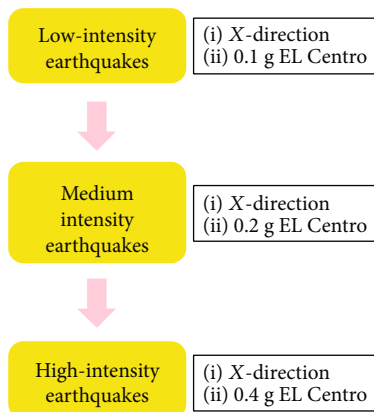 Low-intensity
earthquakes
(i) X-direction
(ii) 0.1 g EL Centro
Medium
intensity
earthquakes
(i) X-direction
(ii) 0.2 g EL Centro
High-intensity
earthquakes
(i) X-direction
(ii) 0.4 g EL Centro